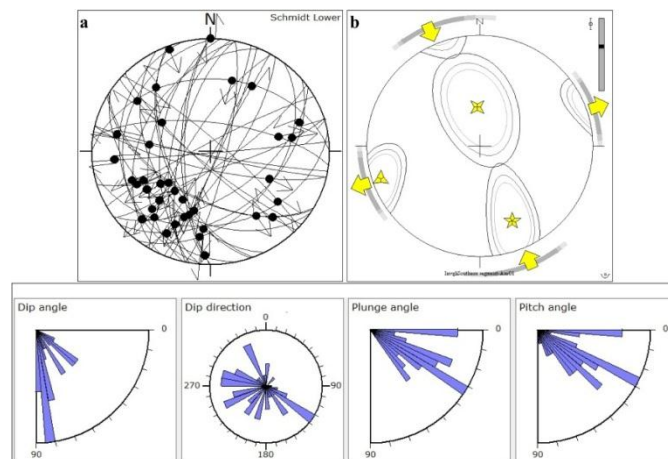 a
N
Schmidt Lower
b
N
Φ
Dip angle
0
90
Dip direction
0
270
90
180
Plunge angle
0
90
Pitch angle
0
90